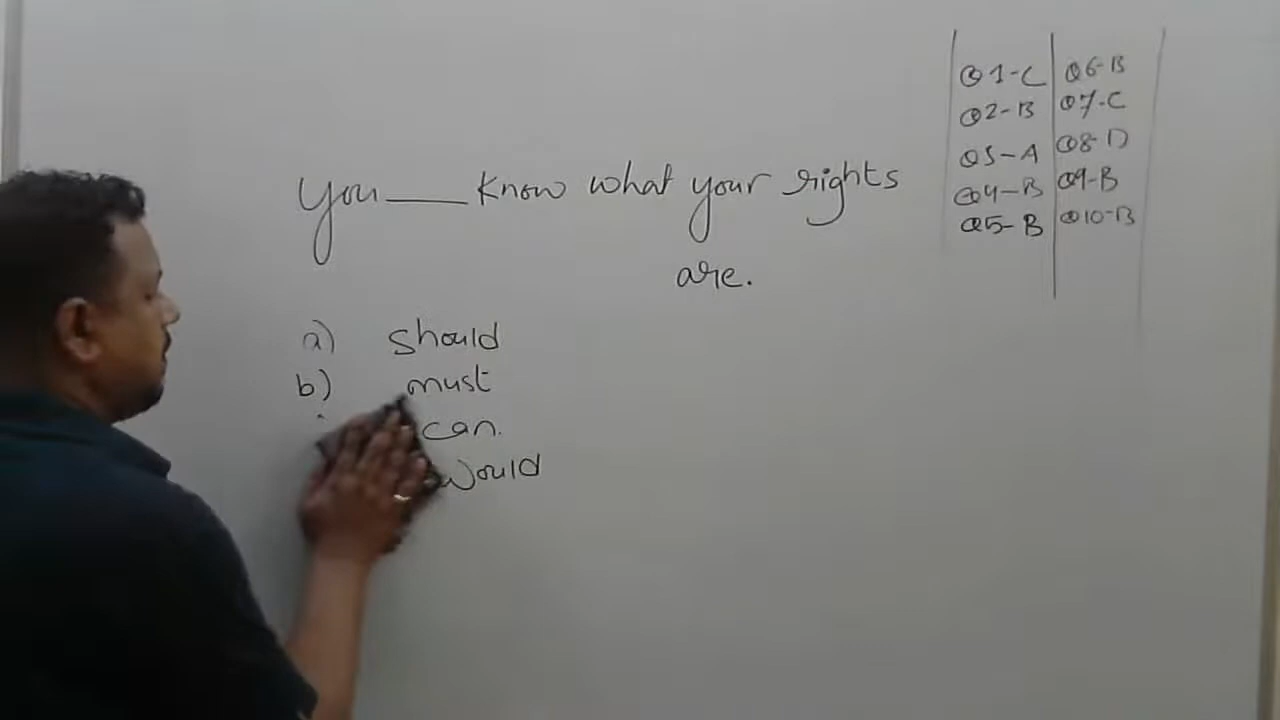 You ____ know what your rights
are.
a) should
b) must
can.
would
Q1-C
Q2-B
Q3-A
Q4-B
Q5-B
Q6-B
Q7-C
Q8-D
Q9-B
Q10-B